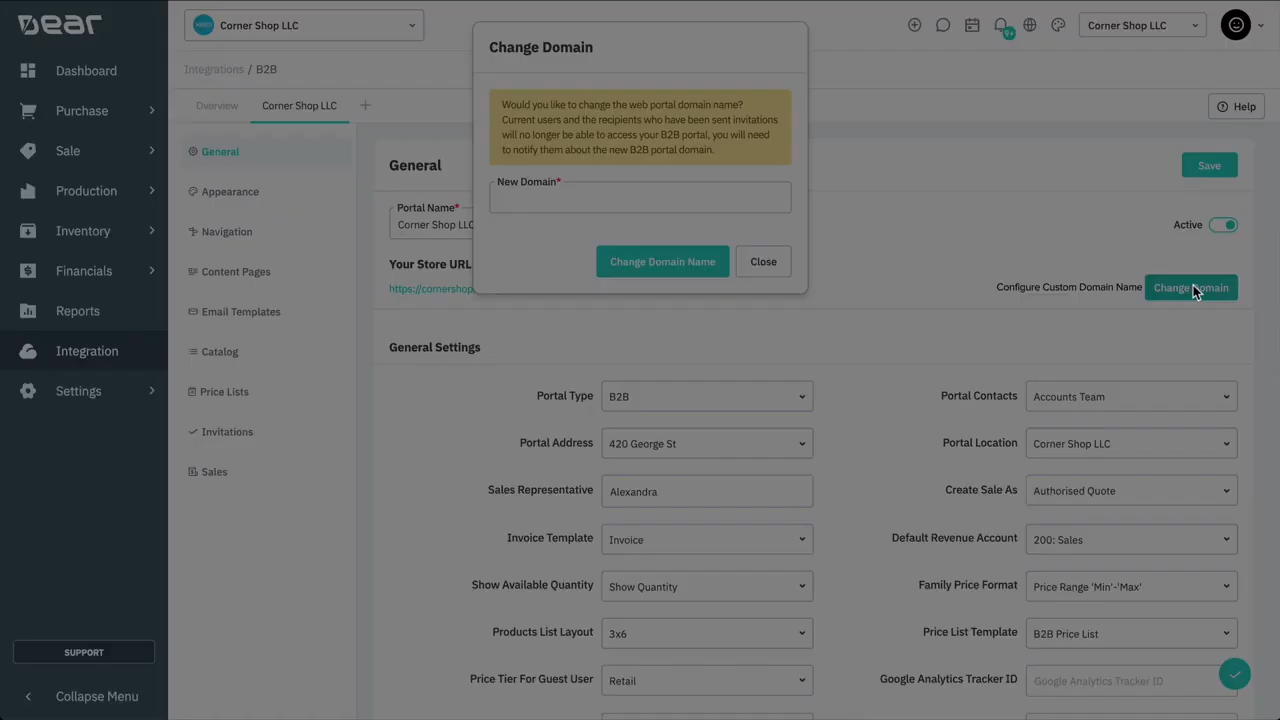 DEAR
Corner Shop LLC
9+
Corner Shop LLC
Dashboard
Purchase
Sale
Production
Inventory
Financials
Reports
Integration
Settings
SUPPORT
Collapse Menu
Integrations / B2B
Overview
Corner Shop LLC
Help
General
Appearance
Navigation
Content Pages
Email Templates
Catalog
Price Lists
Invitations
Sales
Change Domain
Would you like to change the web portal domain name?
Current users and the recipients who have been sent invitations
will no longer be able to access your B2B portal, you will need
to notify them about the new B2B portal domain.
New Domain*
Change Domain Name
Close
General
Save
Portal Name*
Corner Shop LLC
Active
Your Store URL
https://cornershop
Configure Custom Domain Name
Change Domain
General Settings
Portal Type
B2B
Portal Contacts
Accounts Team
Portal Address
420 George St
Portal Location
Corner Shop LLC
Sales Representative
Alexandra
Create Sale As
Authorised Quote
Invoice Template
Invoice
Default Revenue Account
200: Sales
Show Available Quantity
Show Quantity
Family Price Format
Price Range 'Min'-'Max'
Products List Layout
3x6
Price List Template
B2B Price List
Price Tier For Guest User
Retail
Google Analytics Tracker ID
Google Analytics Tracker ID